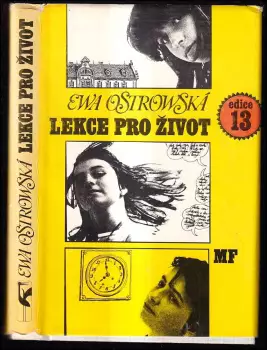 EWA OSTROWSKÁ
LEKCE PRO ŽIVOT
edice
13
MF
EWA OSTROWSKÁ LEKCE PRO ŽIVOT